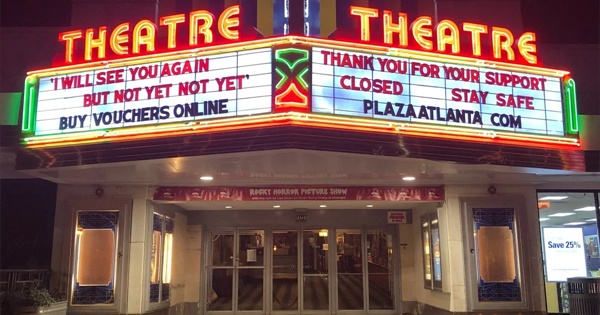 THEATRE
THEATRE
'I WILL SEE YOU AGAIN
BUT NOT YET NOT YET'
BUY VOUCHERS ONLINE
THANK YOU FOR YOUR SUPPORT
CLOSED STAY SAFE
PLAZAATLANTA COM
ROCKY HORROR PICTURE SHOW
Save 25%